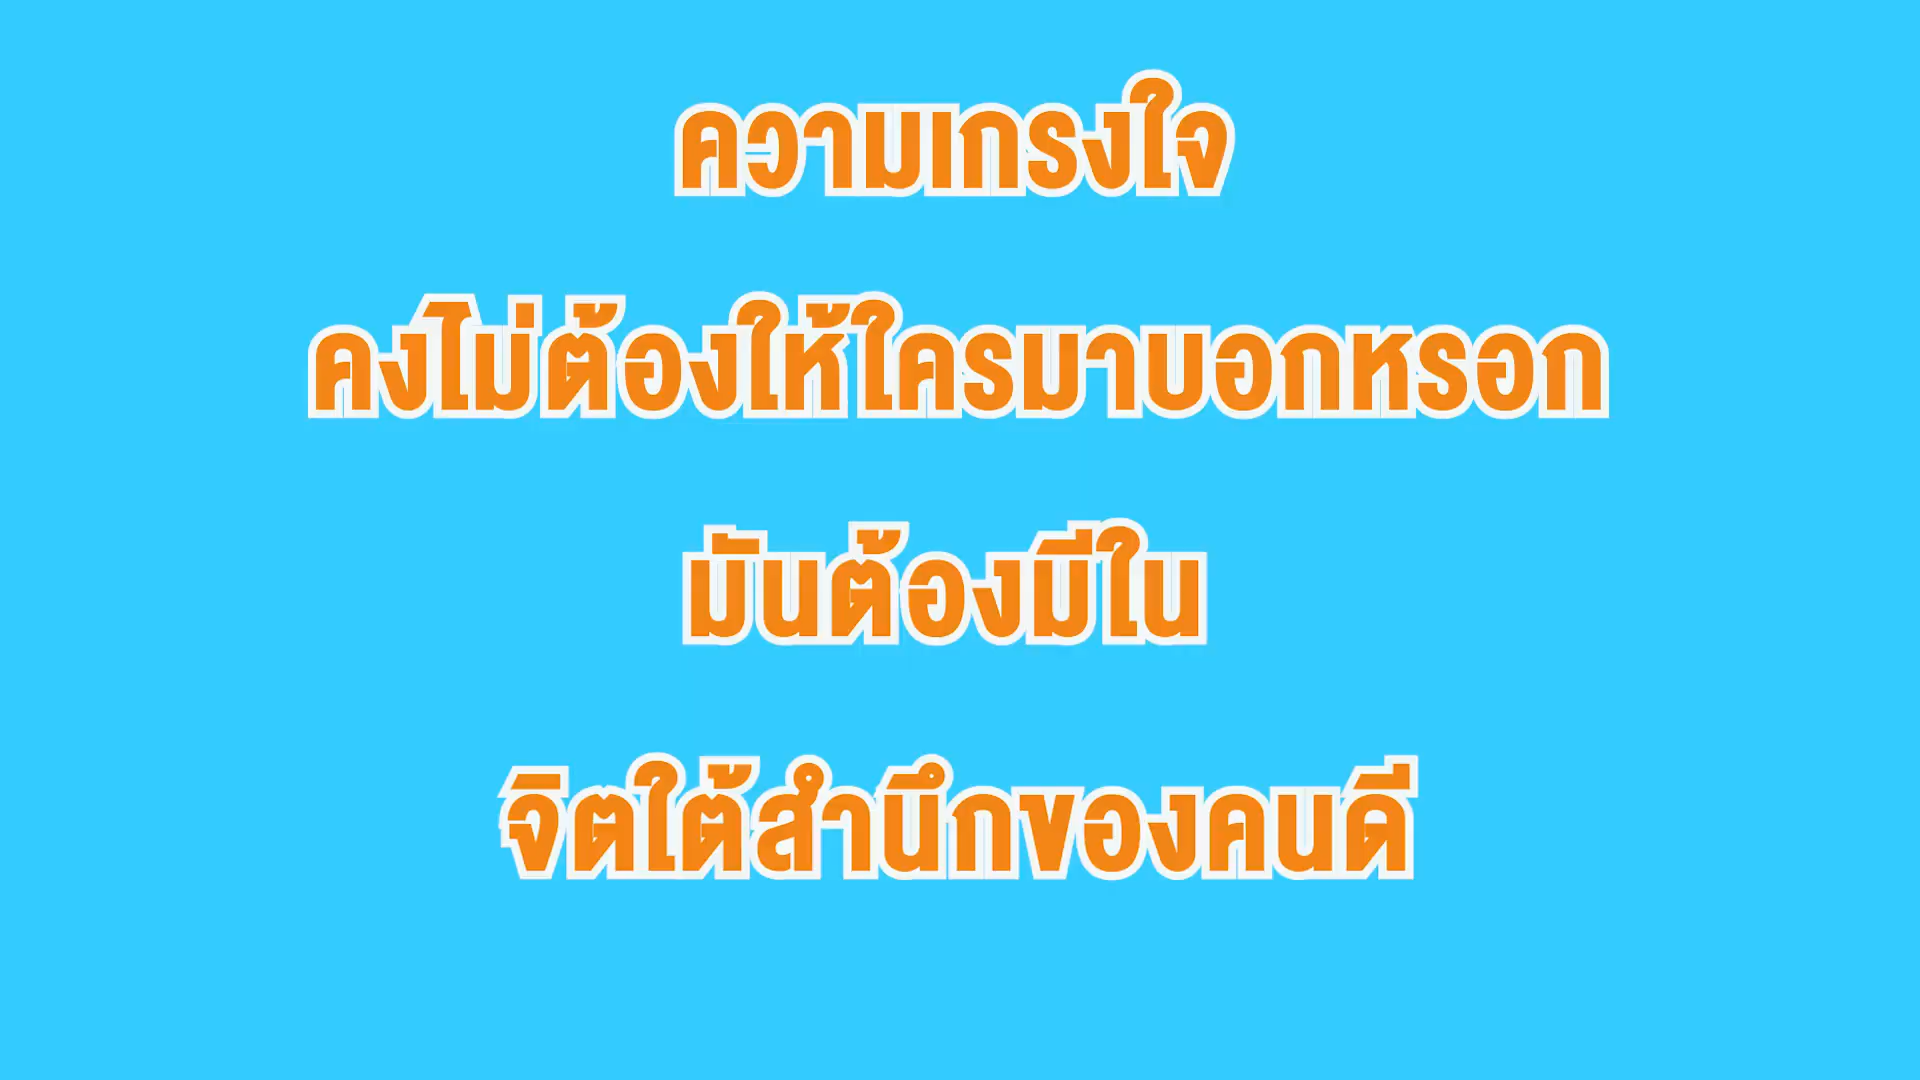 ความเกรงใจ
คงไม่ต้องให้ใครมาบอกหรอก
มันต้องมีใน
จิตใต้สำนึกของคนดี